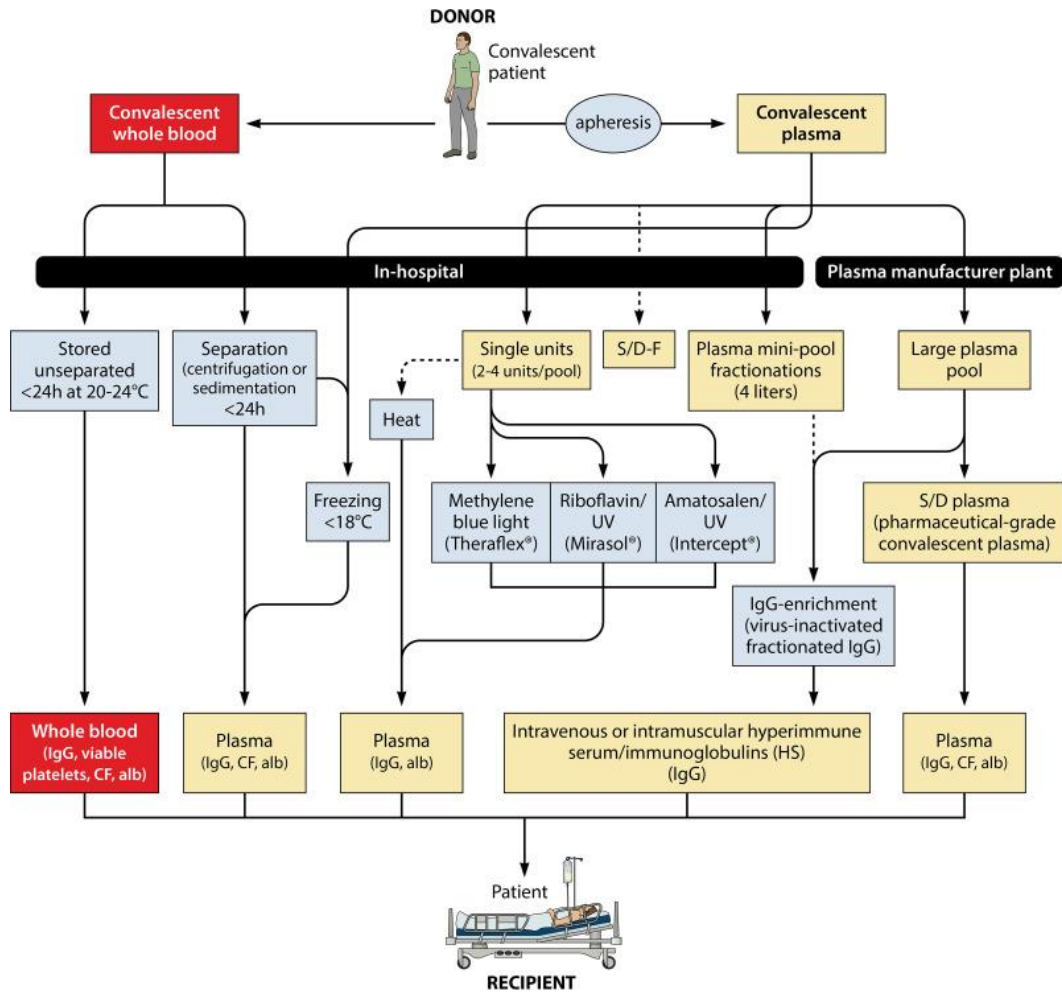 DONOR
Convalescent
patient
Convalescent
whole blood
apheresis
Convalescent
plasma
In-hospital
Plasma manufacturer plant
Stored
unseparated
<24h at 20-24°C
Separation
(centrifugation or
sedimentation
<24h
Single units
(2-4 units/pool)
S/D-F
Plasma mini-pool
fractionations
(4 liters)
Large plasma
pool
Heat
Freezing
<18°C
Methylene
blue light
(Theraflex®)
Riboflavin/
UV
(Mirasol®)
Amatosalen/
UV
(Intercept®)
S/D plasma
(pharmaceutical-grade
convalescent plasma)
IgG-enrichment
(virus-inactivated
fractionated IgG)
Whole blood
(IgG, viable
platelets, CF, alb)
Plasma
(IgG, CF, alb)
Plasma
(IgG, alb)
Intravenous or intramuscular hyperimmune
serum/immunoglobulins (HS)
(IgG)
Plasma
(IgG, CF, alb)
Patient
RECIPIENT